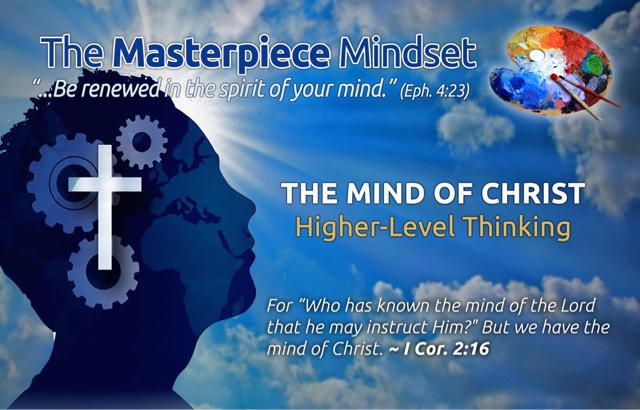 The Masterpiece Mindset
“...Be renewed in the spirit of your mind.” (Eph. 4:23)
THE MIND OF CHRIST
Higher-Level Thinking
For “Who has known the mind of the Lord
that he may instruct Him?" But we have the
mind of Christ. ~ I Cor. 2:16